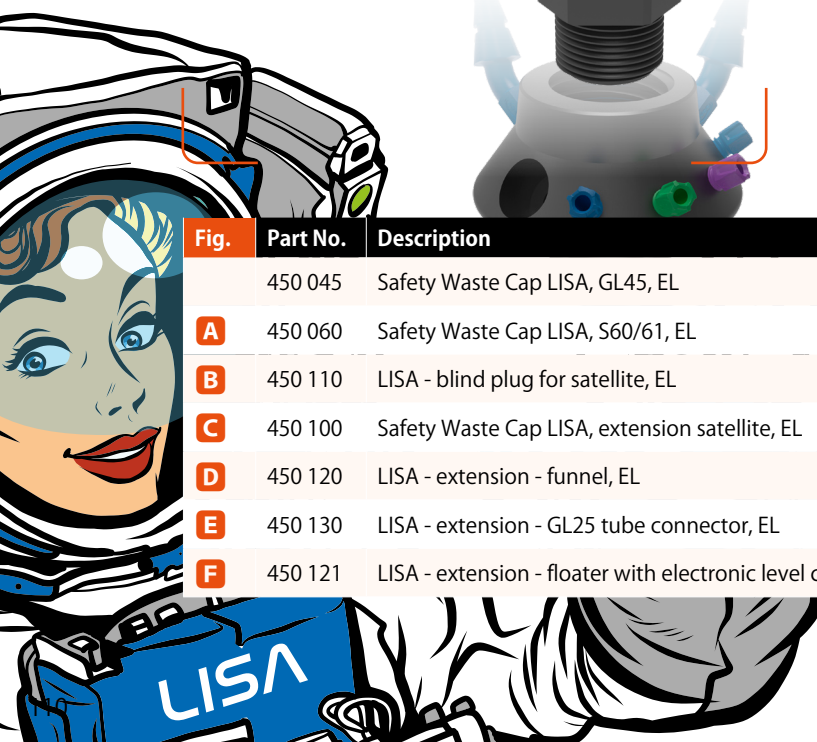 Fig. Part No. Description
450 045 Safety Waste Cap LISA, GL45, EL
A 450 060 Safety Waste Cap LISA, S60/61, EL
B 450 110 LISA - blind plug for satellite, EL
C 450 100 Safety Waste Cap LISA, extension satellite, EL
D 450 120 LISA - extension - funnel, EL
E 450 130 LISA - extension - GL25 tube connector, EL
F 450 121 LISA - extension - floater with electronic level
LISA